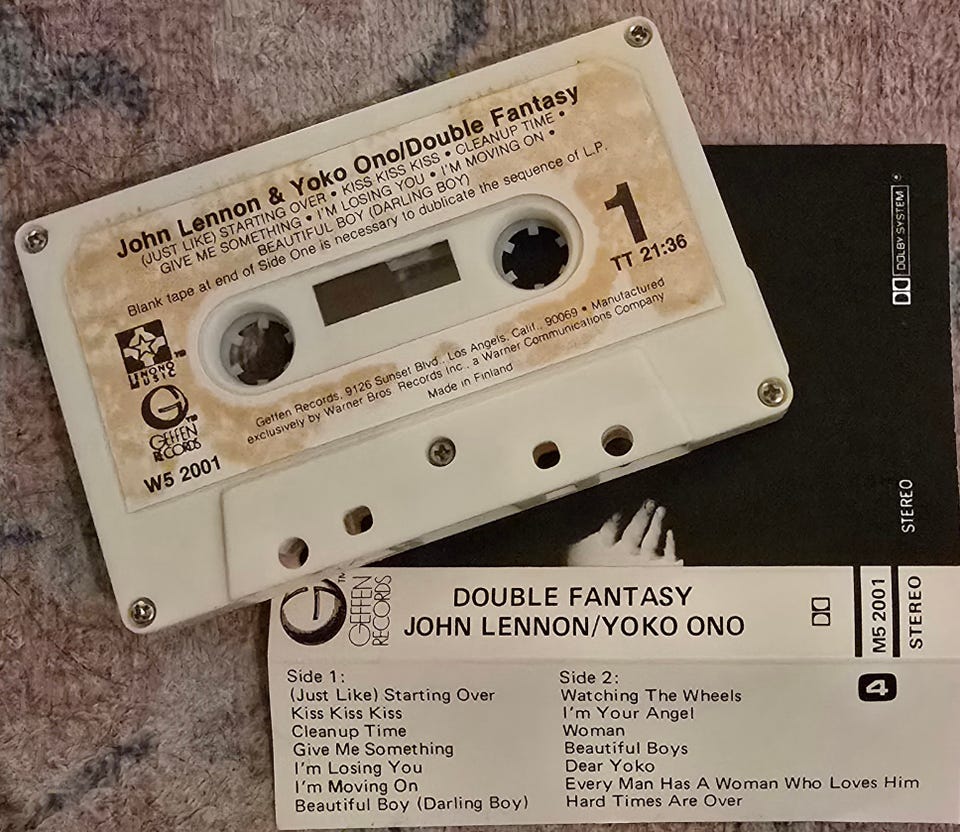 John Lennon & Yoko Ono/Double Fantasy
(JUST LIKE) STARTING OVER • KISS KISS KISS • CLEANUP TIME •
GIVE ME SOMETHING • I'M LOSING YOU • I'M MOVING ON •
BEAUTIFUL BOY (DARLING BOY)
Blank tape at end of Side One is necessary to dublicate the sequence of L.P.
1
TT 21:36
LENONO TM
MUSIC
G TM
GEFFEN
RECORDS
W5 2001
Geffen Records, 9126 Sunset Blvd., Los Angeles, Calif., 90069 • Manufactured
exclusively by Warner Bros. Records Inc., a Warner Communications Company
Made in Finland
DOLBY SYSTEM
STEREO
G TM
GEFFEN
RECORDS
DOUBLE FANTASY
JOHN LENNON/YOKO ONO
M5 2001
STEREO
4
Side 1:
(Just Like) Starting Over
Kiss Kiss Kiss
Cleanup Time
Give Me Something
I'm Losing You
I'm Moving On
Beautiful Boy (Darling Boy)
Side 2:
Watching The Wheels
I'm Your Angel
Woman
Beautiful Boys
Dear Yoko
Every Man Has A Woman Who Loves Him
Hard Times Are Over